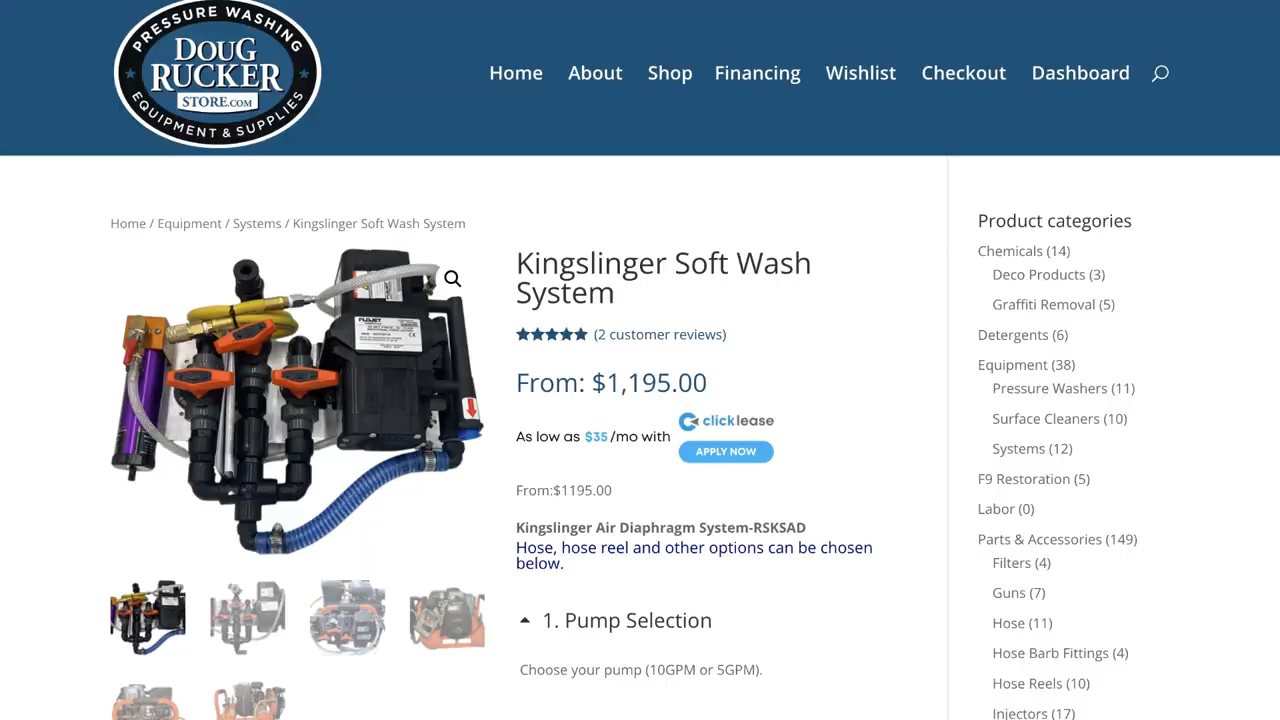 PRESSURE WASHING
DOUG
RUCKER
STORE.COM
EQUIPMENT & SUPPLIES
Home About Shop Financing Wishlist Checkout Dashboard
Home / Equipment / Systems / Kingslinger Soft Wash System
FLOJET
Kingslinger Soft Wash
System
(2 customer reviews)
From: $1,195.00
As low as $35 /mo with
clicklease
APPLY NOW
From:$1195.00
Kingslinger Air Diaphragm System-RSKSAD
Hose, hose reel and other options can be chosen
below.
1. Pump Selection
Choose your pump (10GPM or 5GPM).
Product categories
Chemicals (14)
Deco Products (3)
Graffiti Removal (5)
Detergents (6)
Equipment (38)
Pressure Washers (11)
Surface Cleaners (10)
Systems (12)
F9 Restoration (5)
Labor (0)
Parts & Accessories (149)
Filters (4)
Guns (7)
Hose (11)
Hose Barb Fittings (4)
Hose Reels (10)
Injectors (17)